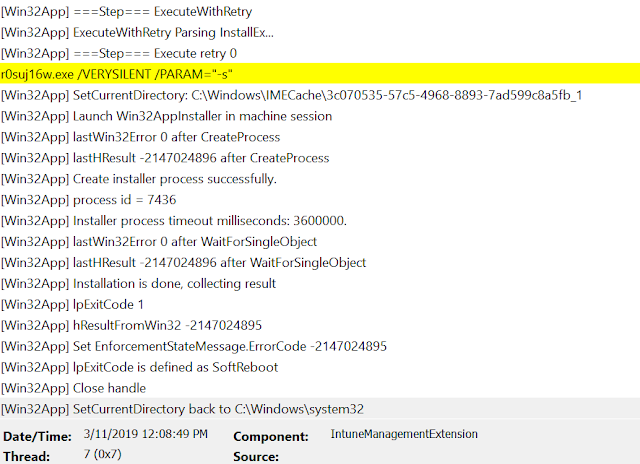 [Win32App] ===Step=== ExecuteWithRetry
[Win32App] ExecuteWithRetry Parsing InstallEx...
[Win32App] ===Step=== Execute retry 0
r0suj16w.exe /VERYSILENT /PARAM="-s"
[Win32App] SetCurrentDirectory: C:\Windows\IMECache\3c070535-57c5-4968-8893-7ad599c8a5fb_1
[Win32App] Launch Win32AppInstaller in machine session
[Win32App] lastWin32Error 0 after CreateProcess
[Win32App] lastHResult -2147024896 after CreateProcess
[Win32App] Create installer process successfully.
[Win32App] process id = 7436
[Win32App] Installer process timeout milliseconds: 3600000.
[Win32App] lastWin32Error 0 after WaitForSingleObject
[Win32App] lastHResult -2147024896 after WaitForSingleObject
[Win32App] Installation is done, collecting result
[Win32App] lpExitCode 1
[Win32App] hResultFromWin32 -2147024895
[Win32App] Set EnforcementStateMessage.ErrorCode -2147024895
[Win32App] lpExitCode is defined as SoftReboot
[Win32App] Close handle
[Win32App] SetCurrentDirectory back to C:\Windows\system32
Date/Time: 3/11/2019 12:08:49 PM Component: IntuneManagementExtension
Thread: 7 (0x7) Source: